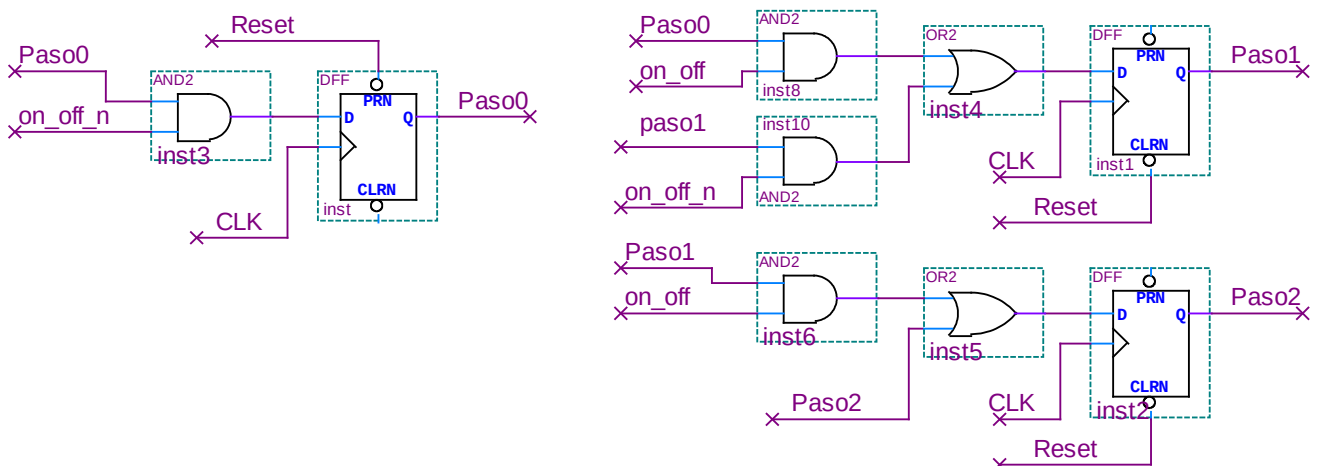 Reset
Paso0
on_off_n
AND2
inst3
DFF
PRN
D
Q
CLRN
inst
Paso0
CLK
Paso0
on_off
AND2
inst8
paso1
on_off_n
inst10
AND2
OR2
inst4
DFF
PRN
D
Q
CLRN
inst1
Paso1
CLK
Reset
Paso1
on_off
AND2
inst6
OR2
inst5
Paso2
DFF
PRN
D
Q
CLRN
inst2
Paso2
CLK
Reset